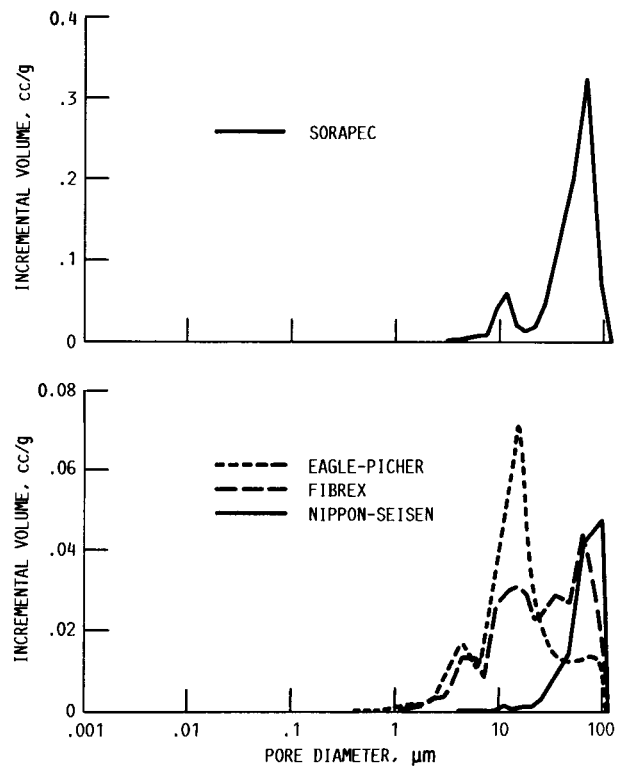 0.4
.3
.2
.1
0
INCREMENTAL VOLUME, cc/g
SORAPEC
0.08
.06
.04
.02
0
INCREMENTAL VOLUME, cc/g
EAGLE-PICHER
FIBREX
NIPPON-SEISEN
.001 .01 .1 1 10 100
PORE DIAMETER, µm